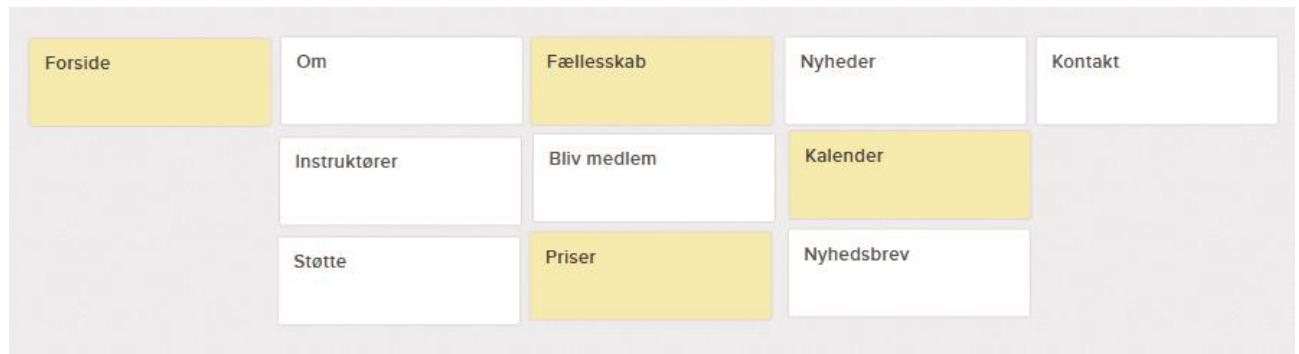 Forside
Om
Fællesskab
Nyheder
Kontakt
Instruktører
Bliv medlem
Kalender
Støtte
Priser
Nyhedsbrev